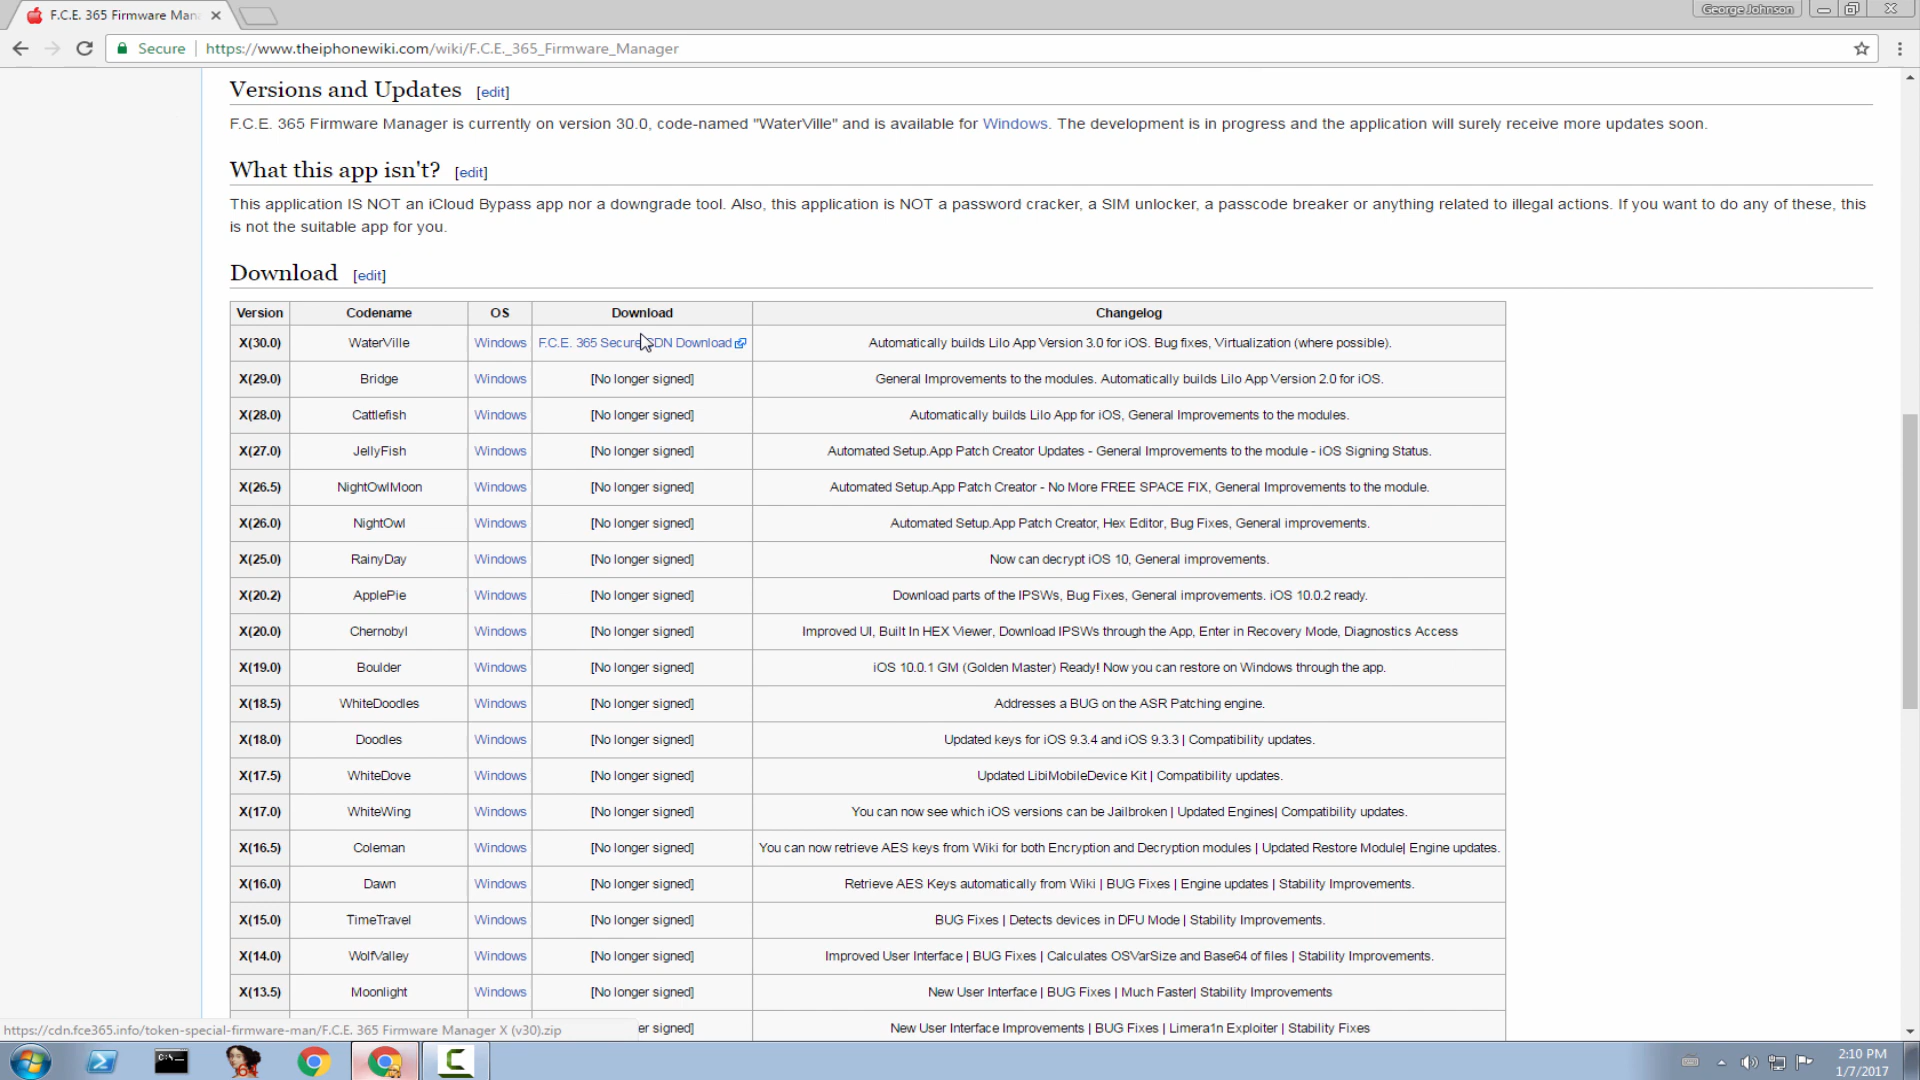 F.C.E. 365 Firmware Man
George Johnson
Secure https://www.theiphonewiki.com/wiki/F.C.E._365_Firmware_Manager
Versions and Updates [edit]
F.C.E. 365 Firmware Manager is currently on version 30.0, code-named "WaterVille" and is available for Windows. The development is in progress and the application will surely receive more updates soon.
What this app isn't? [edit]
This application IS NOT an iCloud Bypass app nor a downgrade tool. Also, this application is NOT a password cracker, a SIM unlocker, a passcode breaker or anything related to illegal actions. If you want to do any of these, this
is not the suitable app for you.
Download [edit]
Version Codename OS Download Changelog
X(30.0) WaterVille Windows F.C.E. 365 Secure CDN Download Automatically builds Lilo App Version 3.0 for iOS. Bug fixes, Virtualization (where possible).
X(29.0) Bridge Windows [No longer signed] General Improvements to the modules. Automatically builds Lilo App Version 2.0 for iOS.
X(28.0) Cattlefish Windows [No longer signed] Automatically builds Lilo App for iOS, General Improvements to the modules.
X(27.0) JellyFish Windows [No longer signed] Automated Setup.App Patch Creator Updates - General Improvements to the module - iOS Signing Status.
X(26.5) NightOwlMoon Windows [No longer signed] Automated Setup.App Patch Creator - No More FREE SPACE FIX, General Improvements to the module.
X(26.0) NightOwl Windows [No longer signed] Automated Setup.App Patch Creator, Hex Editor, Bug Fixes, General improvements.
X(25.0) RainyDay Windows [No longer signed] Now can decrypt iOS 10, General improvements.
X(20.2) ApplePie Windows [No longer signed] Download parts of the IPSWs, Bug Fixes, General improvements. iOS 10.0.2 ready.
X(20.0) Chernobyl Windows [No longer signed] Improved UI, Built In HEX Viewer, Download IPSWs through the App, Enter in Recovery Mode, Diagnostics Access
X(19.0) Boulder Windows [No longer signed] iOS 10.0.1 GM (Golden Master) Ready! Now you can restore on Windows through the app.
X(18.5) WhiteDoodles Windows [No longer signed] Addresses a BUG on the ASR Patching engine.
X(18.0) Doodles Windows [No longer signed] Updated keys for iOS 9.3.4 and iOS 9.3.3 | Compatibility updates.
X(17.5) WhiteDove Windows [No longer signed] Updated LibiMobileDevice Kit | Compatibility updates.
X(17.0) WhiteWing Windows [No longer signed] You can now see which iOS versions can be Jailbroken | Updated Engines| Compatibility updates.
X(16.5) Coleman Windows [No longer signed] You can now retrieve AES keys from Wiki for both Encryption and Decryption modules | Updated Restore Module| Engine updates.
X(16.0) Dawn Windows [No longer signed] Retrieve AES Keys automatically from Wiki | BUG Fixes | Engine updates | Stability Improvements.
X(15.0) TimeTravel Windows [No longer signed] BUG Fixes | Detects devices in DFU Mode | Stability Improvements.
X(14.0) WolfValley Windows [No longer signed] Improved User Interface | BUG Fixes | Calculates OSVarSize and Base64 of files | Stability Improvements.
X(13.5) Moonlight Windows [No longer signed] New User Interface | BUG Fixes | Much Faster| Stability Improvements
er signed] New User Interface Improvements | BUG Fixes | Limera1n Exploiter | Stability Fixes
https://cdn.fce365.info/token-special-firmware-man/F.C.E. 365 Firmware Manager X (v30).zip
C:\
64
2:10 PM
1/7/2017